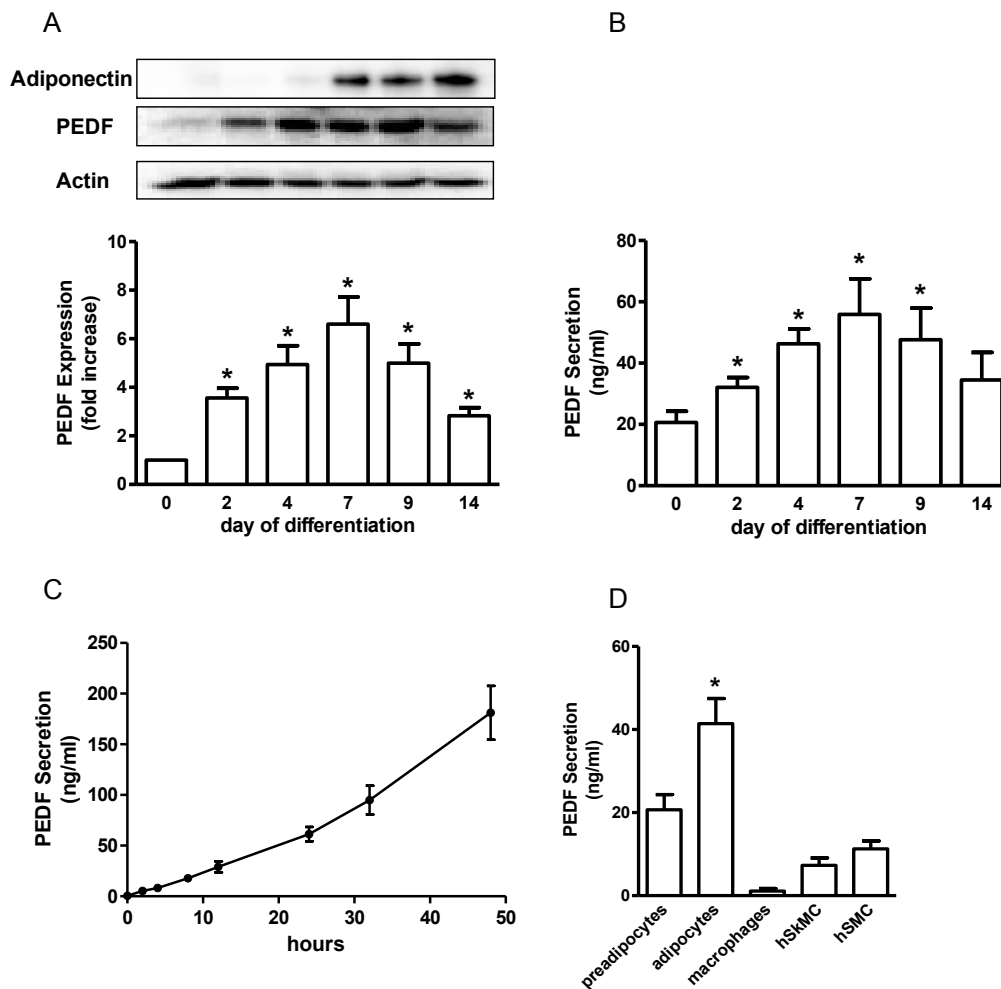 A
Adiponectin
PEDF
Actin
PEDF Expression
(fold increase)
10
8
6
4
2
0
*
*
*
*
*
0 2 4 7 9 14
day of differentiation
B
PEDF Secretion
(ng/ml)
80
60
40
20
0
*
*
*
*
0 2 4 7 9 14
day of differentiation
C
PEDF Secretion
(ng/ml)
250
200
150
100
50
0
0 10 20 30 40 50
hours
D
PEDF Secretion
(ng/ml)
60
40
20
0
*
preadipocytes
adipocytes
macrophages
hSkMC
hSMC